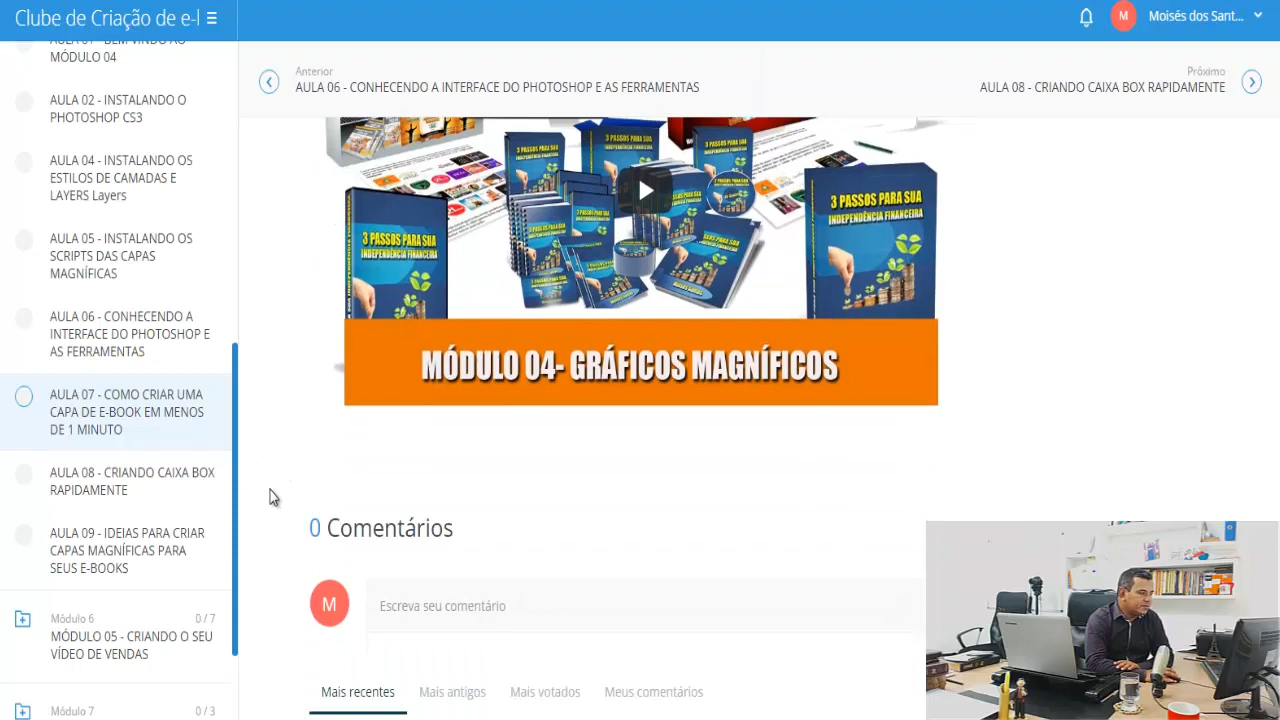 Clube de Criação de e-l
M
Moisés dos Sant...
MÓDULO 04
AULA 02 - INSTALANDO O
PHOTOSHOP CS3
AULA 04 - INSTALANDO OS
ESTILOS DE CAMADAS E
LAYERS Layers
AULA 05 - INSTALANDO OS
SCRIPTS DAS CAPAS
MAGNÍFICAS
AULA 06 - CONHECENDO A
INTERFACE DO PHOTOSHOP E
AS FERRAMENTAS
AULA 07 - COMO CRIAR UMA
CAPA DE E-BOOK EM MENOS
DE 1 MINUTO
AULA 08 - CRIANDO CAIXA BOX
RAPIDAMENTE
AULA 09 - IDEIAS PARA CRIAR
CAPAS MAGNÍFICAS PARA
SEUS E-BOOKS
Módulo 6 0 / 7
MÓDULO 05 - CRIANDO O SEU
VÍDEO DE VENDAS
Módulo 7 0 / 3
Anterior
AULA 06 - CONHECENDO A INTERFACE DO PHOTOSHOP E AS FERRAMENTAS
Próximo
AULA 08 - CRIANDO CAIXA BOX RAPIDAMENTE
3 PASSOS PARA SUA
INDEPENDÊNCIA FINANCEIRA
3 PASSOS PARA SUA
INDEPENDÊNCIA FINANCEIRA
MÓDULO 04- GRÁFICOS MAGNÍFICOS
0 Comentários
M
Escreva seu comentário
Mais recentes
Mais antigos
Mais votados
Meus comentários